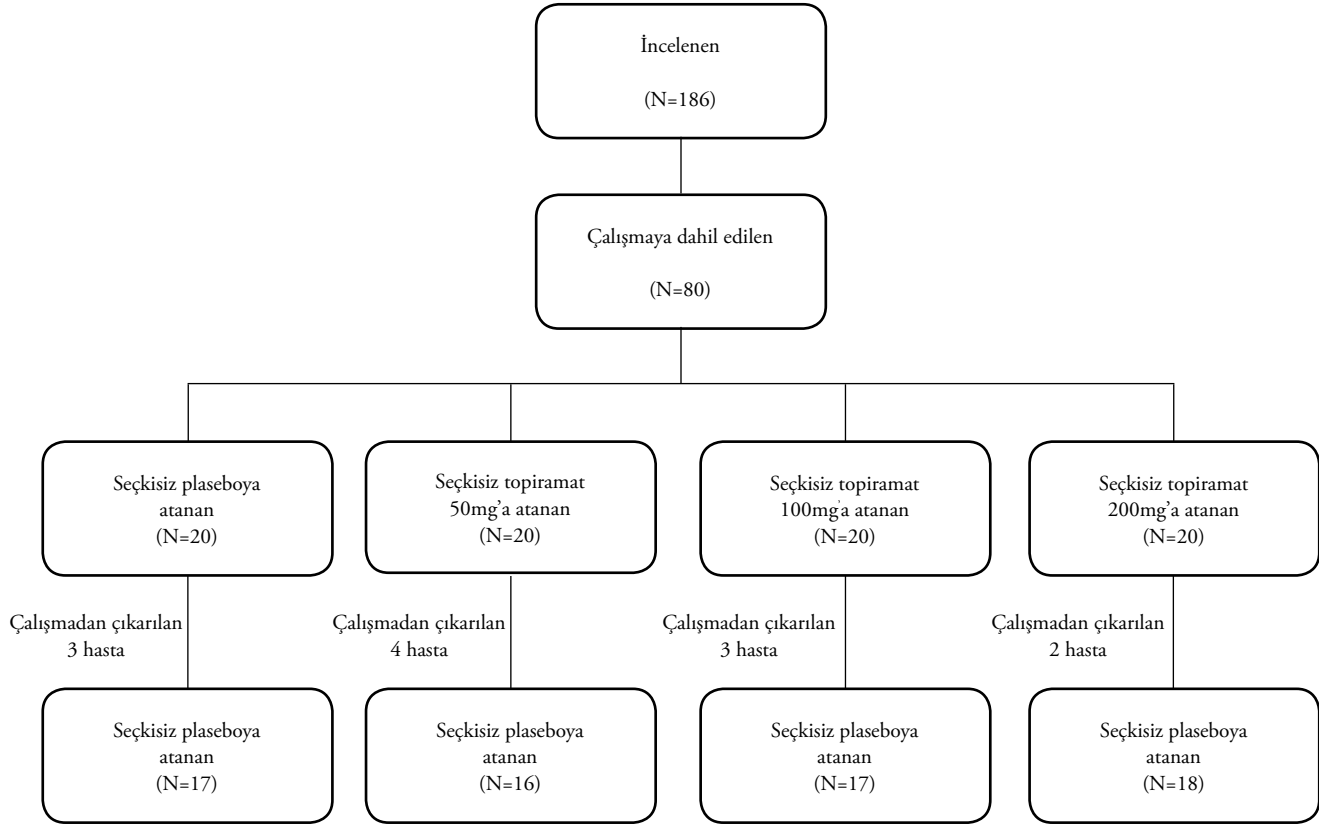 İncelenen
(N=186)
Çalışmaya dahil edilen
(N=80)
Seçkisiz plaseboya
atanan
(N=20)
Seçkisiz topiramat
50mg’a atanan
(N=20)
Seçkisiz topiramat
100mg’a atanan
(N=20)
Seçkisiz topiramat
200mg’a atanan
(N=20)
Çalışmadan çıkarılan
3 hasta
Çalışmadan çıkarılan
4 hasta
Çalışmadan çıkarılan
3 hasta
Çalışmadan çıkarılan
2 hasta
Seçkisiz plaseboya
atanan
(N=17)
Seçkisiz plaseboya
atanan
(N=16)
Seçkisiz plaseboya
atanan
(N=17)
Seçkisiz plaseboya
atanan
(N=18)